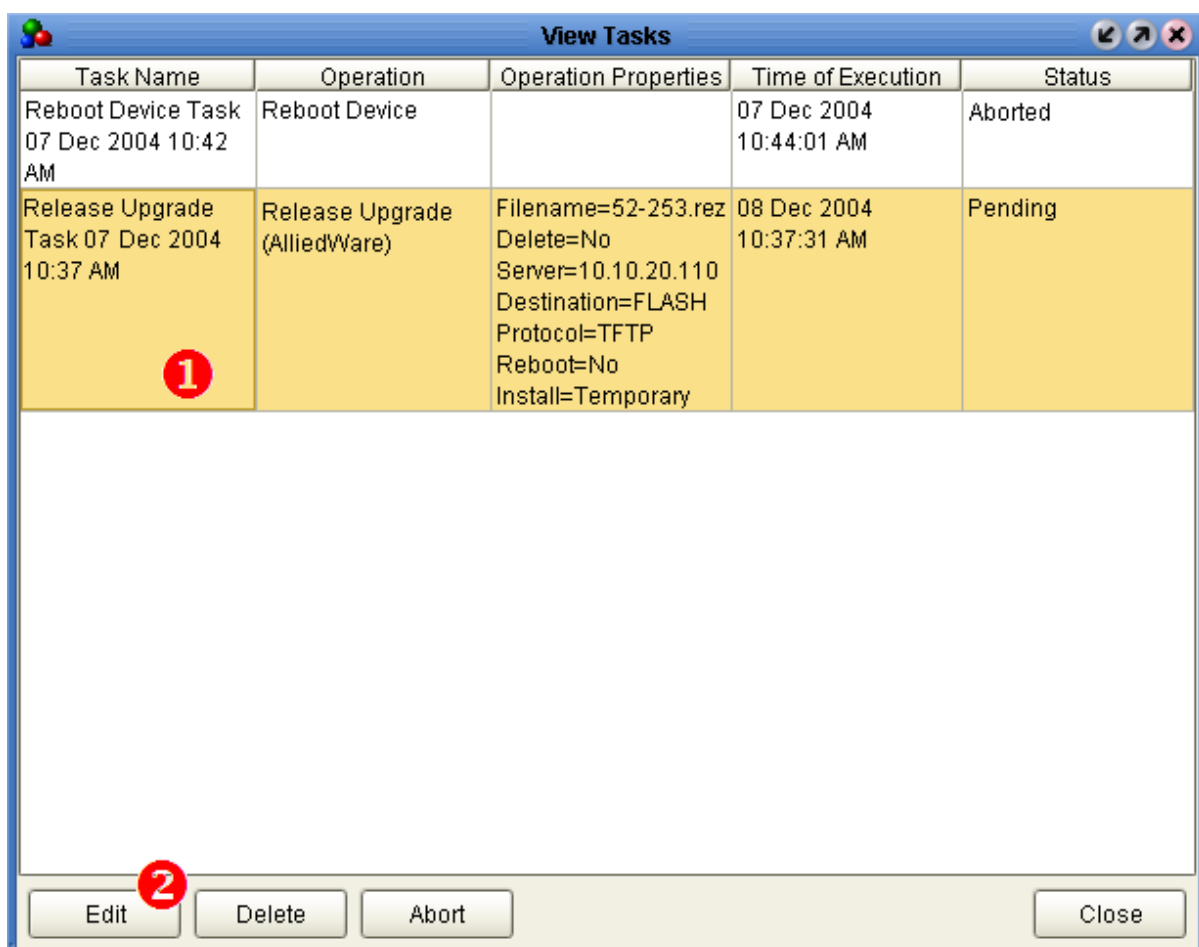 View Tasks
Task Name Operation Operation Properties Time of Execution Status
Reboot Device Task
07 Dec 2004 10:42
AM
Reboot Device
07 Dec 2004
10:44:01 AM
Aborted
Release Upgrade
Task 07 Dec 2004
10:37 AM
Release Upgrade
(AlliedWare)
Filename=52-253.rez
Delete=No
Server=10.10.20.110
Destination=FLASH
Protocol=TFTP
Reboot=No
Install=Temporary
08 Dec 2004
10:37:31 AM
Pending
1
2
Edit Delete Abort Close